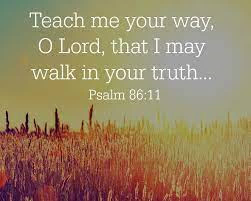 Teach me your way,
O Lord, that I may
walk in your truth...
Psalm 86:11